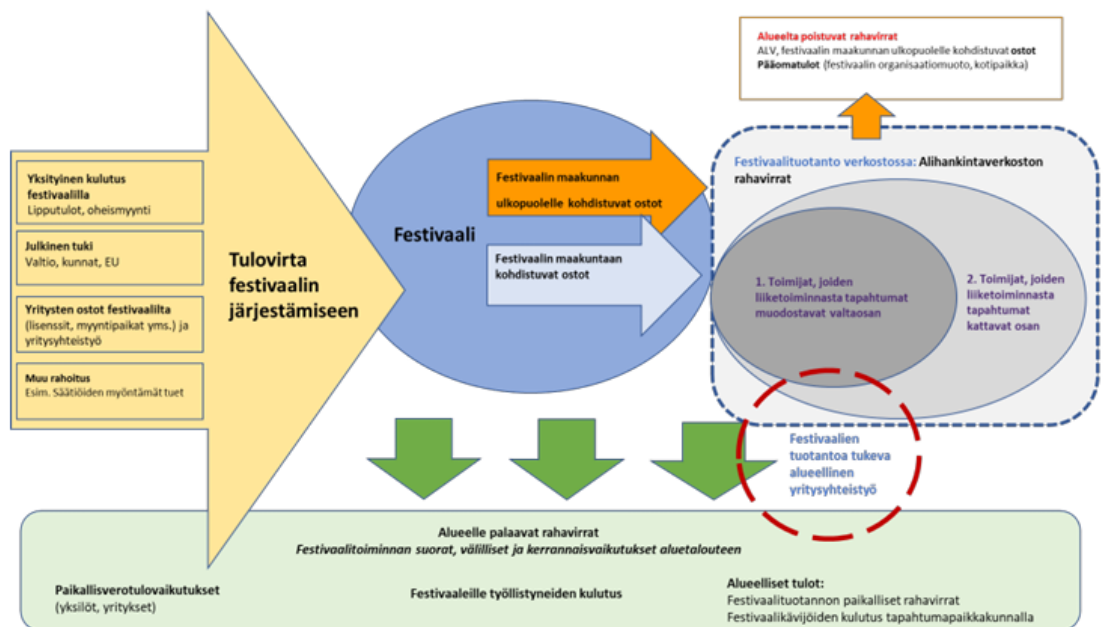 Alueelta poistuvat rahavirrat
ALV, festivaalin maakunnan ulkopuolelle kohdistuvat ostot
Pääomatulot (festivaalin organisaatiomuoto, kotipaikka)
Yksityinen kulutus
festivaalilla
Lipputulot, oheismyynti
Julkinen tuki
Valtio, kunnat, EU
Yritysten ostot festivaalilta
(lisenssit, myyntipaikat yms.) ja
yritysyhteistyö
Muu rahoitus
Esim. Säätiöiden myöntämät tuet
Tulovirta
festivaalin
järjestämiseen
Festivaali
Festivaalin maakunnan
ulkopuolelle kohdistuvat ostot
Festivaalin maakuntaan
kohdistuvat ostot
Festivaalituotanto verkostossa: Alihankintaverkoston
rahavirrat
1. Toimijat, joiden
liiketoiminnasta tapahtumat
muodostavat valtaosan
2. Toimijat, joiden
liiketoiminnasta
tapahtumat
kattavat osan
Festivaalien
tuotantoa tukeva
alueellinen
yritysyhteistyö
Alueelle palaavat rahavirrat
Festivaalitoiminnan suorat, välilliset ja kerrannaisvaikutukset aluetalouteen
Paikallisverotulovaikutukset
(yksilöt, yritykset)
Festivaaleille työllistyneiden kulutus
Alueelliset tulot:
Festivaalituotannon paikalliset rahavirrat
Festivaalikävijöiden kulutus tapahtumapaikkakunnalla